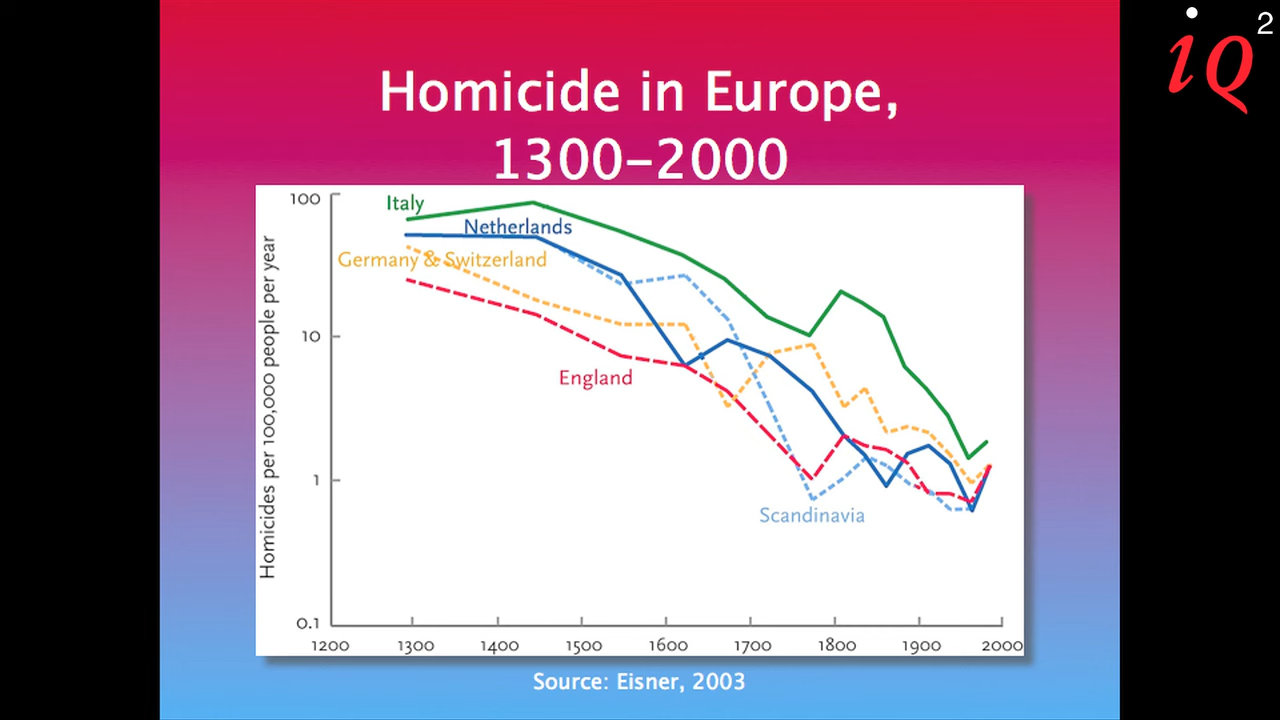 iQ2
Homicide in Europe,
1300–2000
Homicides per 100,000 people per year
100
10
1
0.1
Italy
Netherlands
Germany & Switzerland
England
Scandinavia
1200 1300 1400 1500 1600 1700 1800 1900 2000
Source: Eisner, 2003